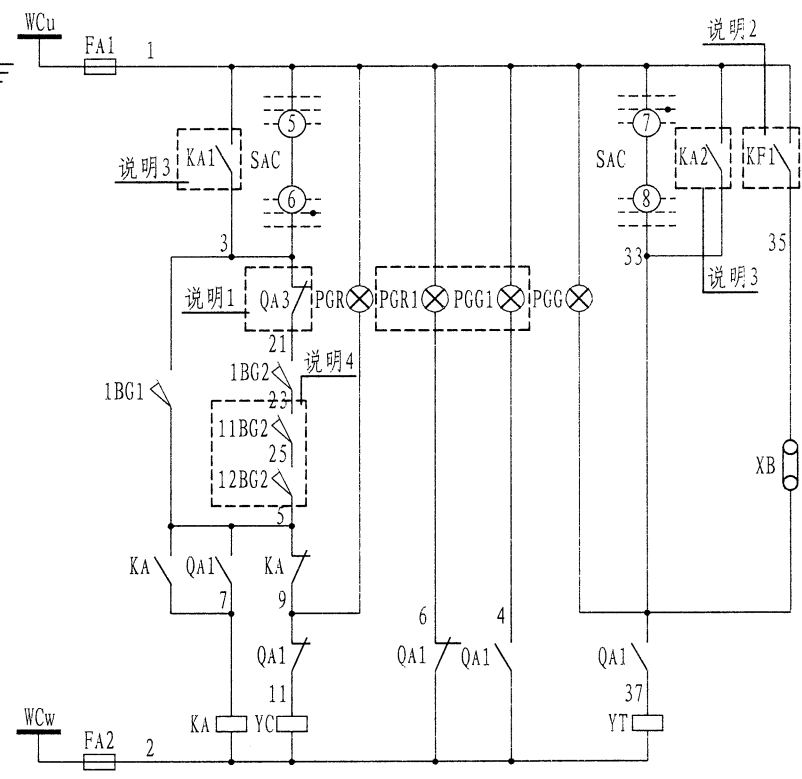 WCu
FA1
1
说明2
5
7
KA1
SAC
SAC
KA2
KF1
说明3
6
8
3
33
35
说明3
说明1
QA3
PGR
PGR1
PGG1
PGG
21
说明4
1BG2
1BG1
23
11BG2
25
12BG2
XB
5
KA
QA1
KA
7
9
6
4
QA1
QA1
QA1
QA1
11
37
WCw
KA
YC
YT
FA2
2